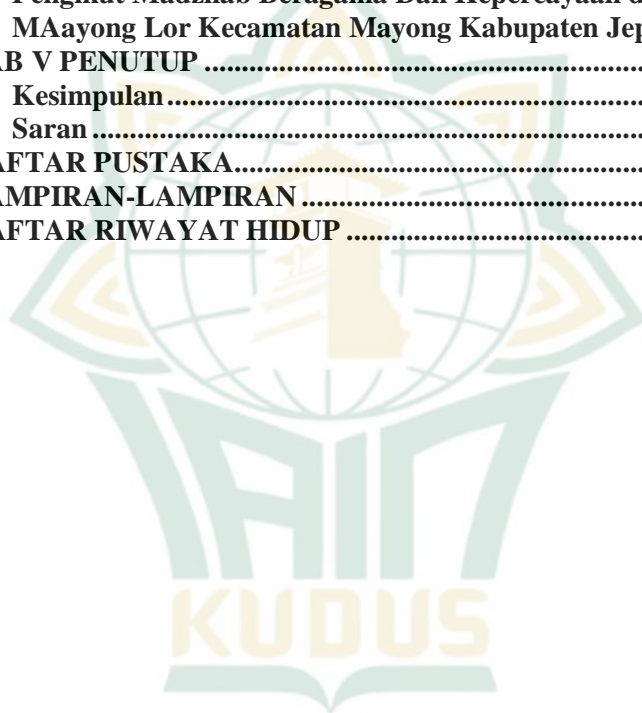 Pengikut Madzhab Beragama Dan Kepercayaan d
MAayong Lor Kecamatan Mayong Kabupaten Jep
AB V PENUTUP ................................................................
Kesimpulan ................................................................
Saran ................................................................
AFTAR PUSTAKA ................................................................
AMPIRAN-LAMPIRAN ................................................................
AFTAR RIWAYAT HIDUP ................................................................
IAIN
KUDUS